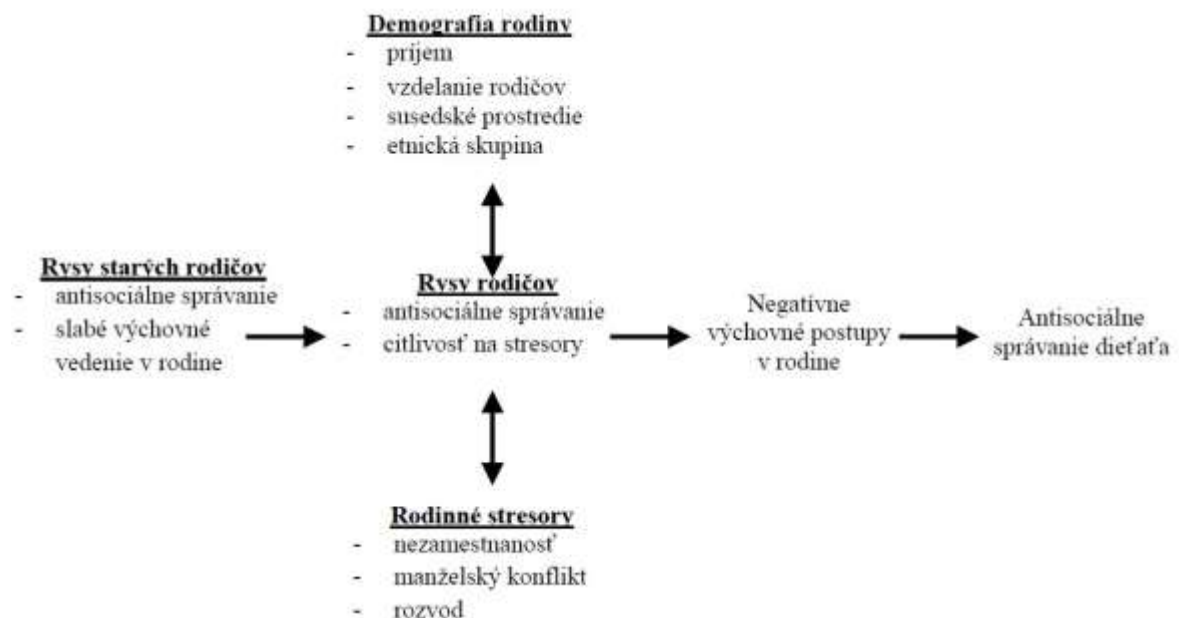 Demografia rodiny
- príjem
- vzdelanie rodičov
- susedské prostredie
- etnická skupina
Rysy starých rodičov
- antisociálne správanie
- slabé výchovné
vedenie v rodine
Rysy rodičov
- antisociálne správanie
- citlivosť na stresory
Negatívne
výchovné postupy
v rodine
Antisociálne
správanie dieťaťa
Rodinné stresory
- nezamestnanosť
- manželský konflikt
- rozvod